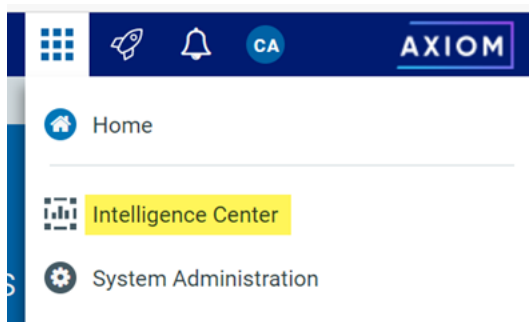 CA AXIOM
Home
Intelligence Center
S
System Administration